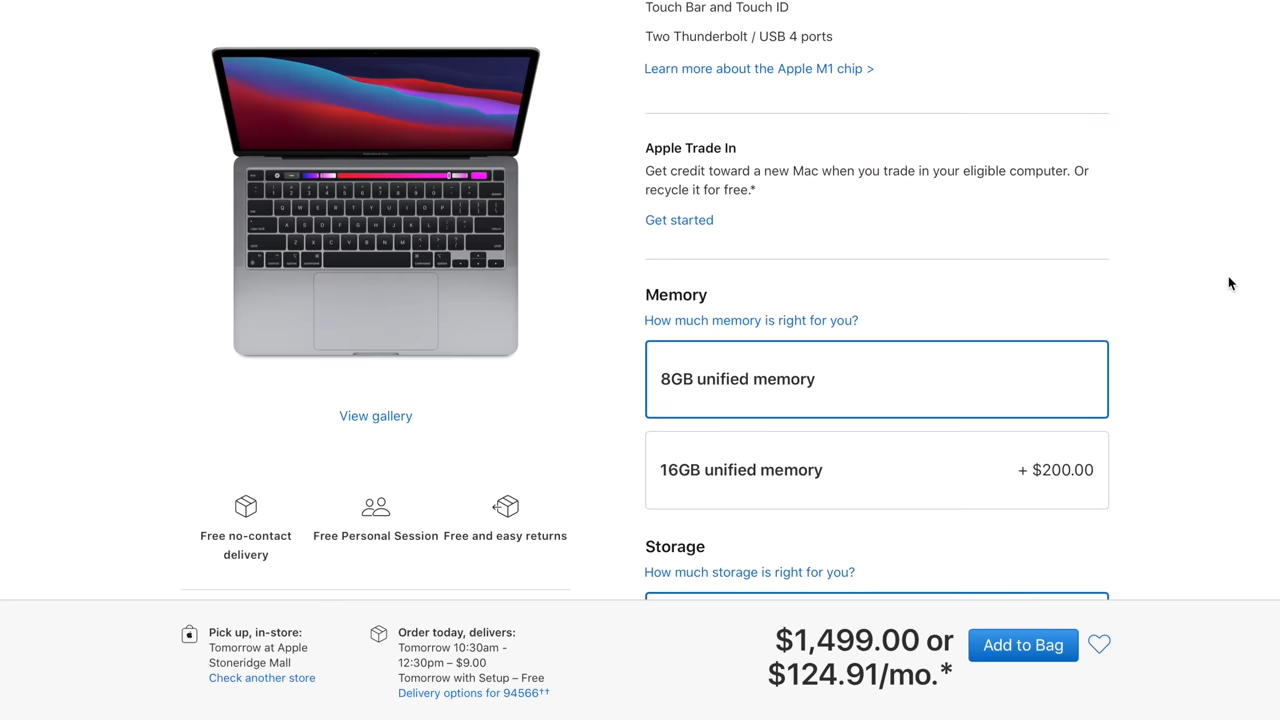 Touch Bar and Touch ID
Two Thunderbolt / USB 4 ports
Learn more about the Apple M1 chip >
Apple Trade In
Get credit toward a new Mac when you trade in your eligible computer. Or
recycle it for free.*
Get started
Memory
How much memory is right for you?
8GB unified memory
16GB unified memory + $200.00
Storage
How much storage is right for you?
View gallery
Free no-contact
delivery
Free Personal Session
Free and easy returns
Pick up, in-store:
Tomorrow at Apple
Stoneridge Mall
Check another store
Order today, delivers:
Tomorrow 10:30am -
12:30pm – $9.00
Tomorrow with Setup – Free
Delivery options for 94566††
$1,499.00 or
$124.91/mo.*
Add to Bag